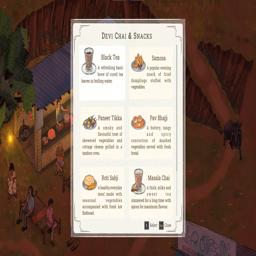 DEVI CHAI & SNACKS
Black Tea
A refreshing basic
brew of cured tea
leaves in boiling water.
Samosa
A popular evening
snack of fried
dumplings stuffed with
vegetables.
Paneer Tikka
A smoky and
flavourful treat of
skewered vegetables and
cottage cheese grilled in a
tandoor oven.
Pav Bhaji
A buttery, tangy
and spicy
concoction of mashed
vegetables served with fresh
bread.
Roti Sabji
A healthy everyday
meal made with
seasonal vegetables
accompanied with fresh hot
flatbread.
Masala Chai
A thick, milky and
sweet tea
simmered for a long time with
spices for maximum flavour.
Select
Close